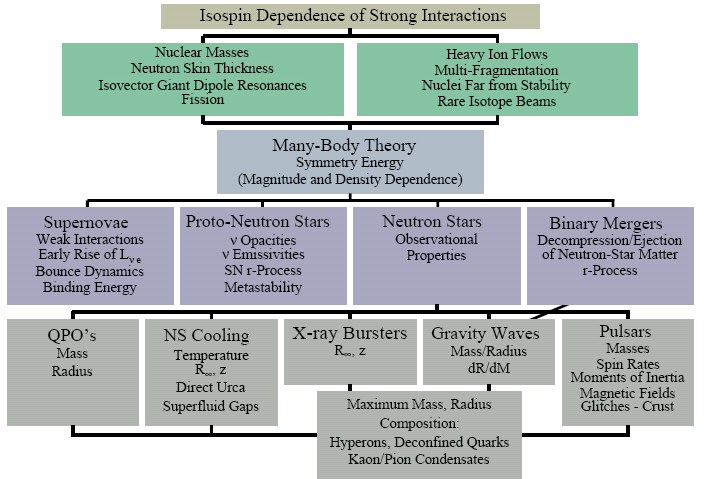 Isospin Dependence of Strong Interactions
Nuclear Masses
Neutron Skin Thickness
Isovector Giant Dipole Resonances
Fission
Heavy Ion Flows
Multi-Fragmentation
Nuclei Far from Stability
Rare Isotope Beams
Many-Body Theory
Symmetry Energy
(Magnitude and Density Dependence)
Supernovae
Weak Interactions
Early Rise of Lνe
Bounce Dynamics
Binding Energy
Proto-Neutron Stars
ν Opacities
ν Emissivities
SN r-Process
Metastability
Neutron Stars
Observational
Properties
Binary Mergers
Decompression/Ejection
of Neutron-Star Matter
r-Process
QPO's
Mass
Radius
NS Cooling
Temperature
R∞, z
Direct Urca
Superfluid Gaps
X-ray Bursters
R∞, z
Gravity Waves
Mass/Radius
dR/dM
Pulsars
Masses
Spin Rates
Moments of Inertia
Magnetic Fields
Glitches - Crust
Maximum Mass, Radius
Composition:
Hyperons, Deconfined Quarks
Kaon/Pion Condensates